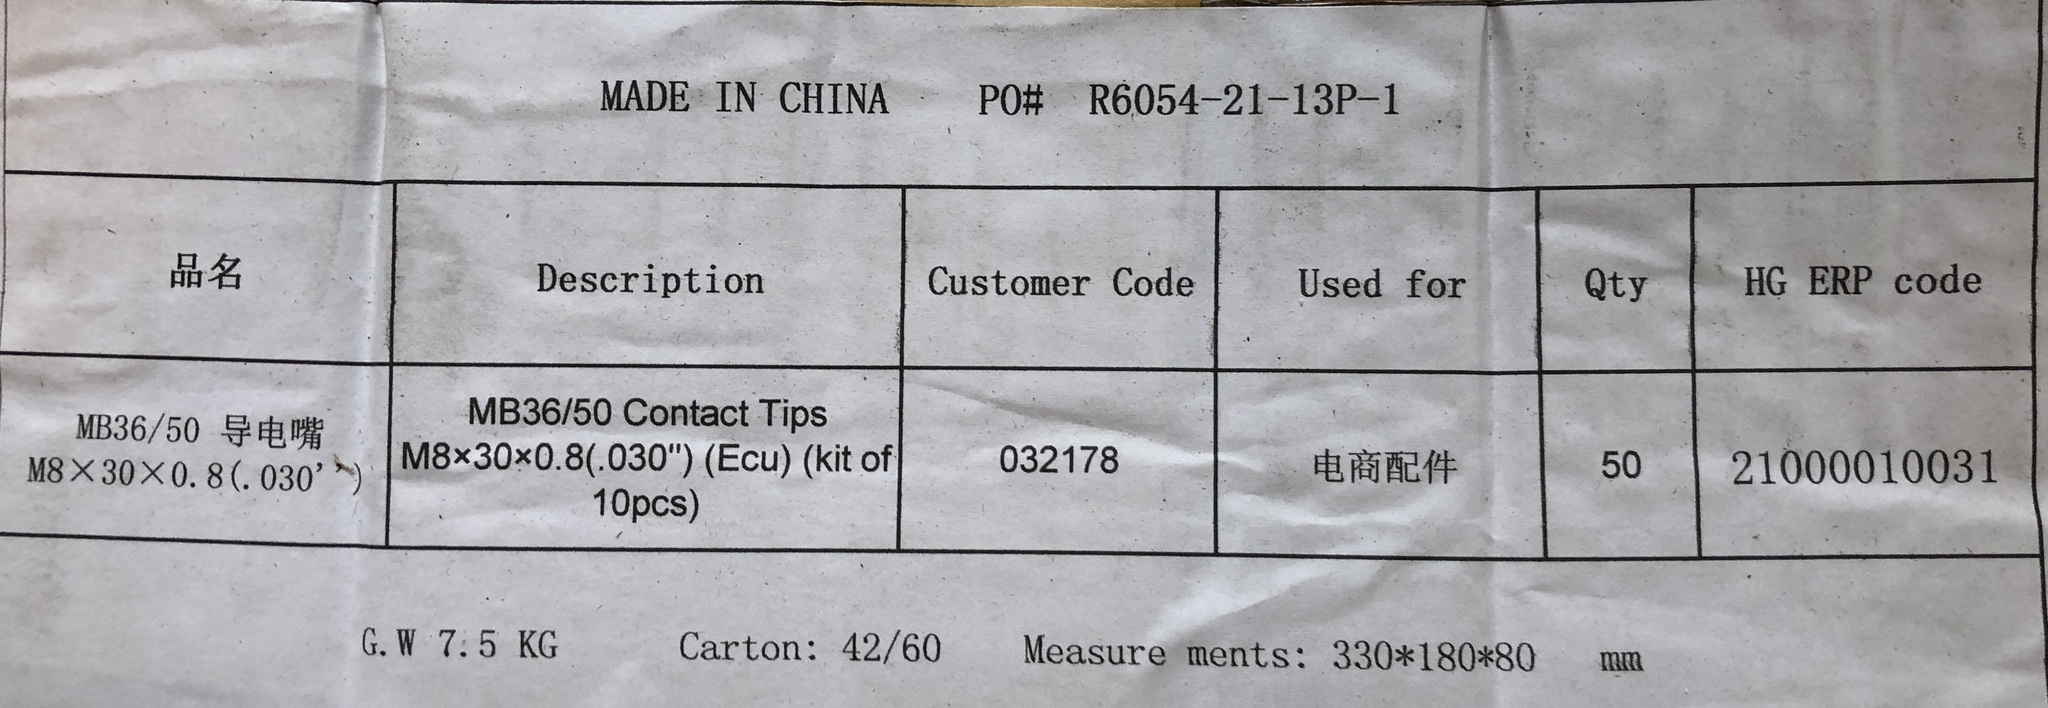 MADE IN CHINA PO# R6054-21-13P-1
品名 Description Customer Code Used for Qty HG ERP code
MB36/50 导电嘴
M8×30×0.8(.030'')
MB36/50 Contact Tips
M8×30×0.8(.030") (Ecu) (kit of
10pcs)
032178
电商配件
50
21000010031
G.W 7.5 KG Carton: 42/60 Measure ments: 330*180*80 mm